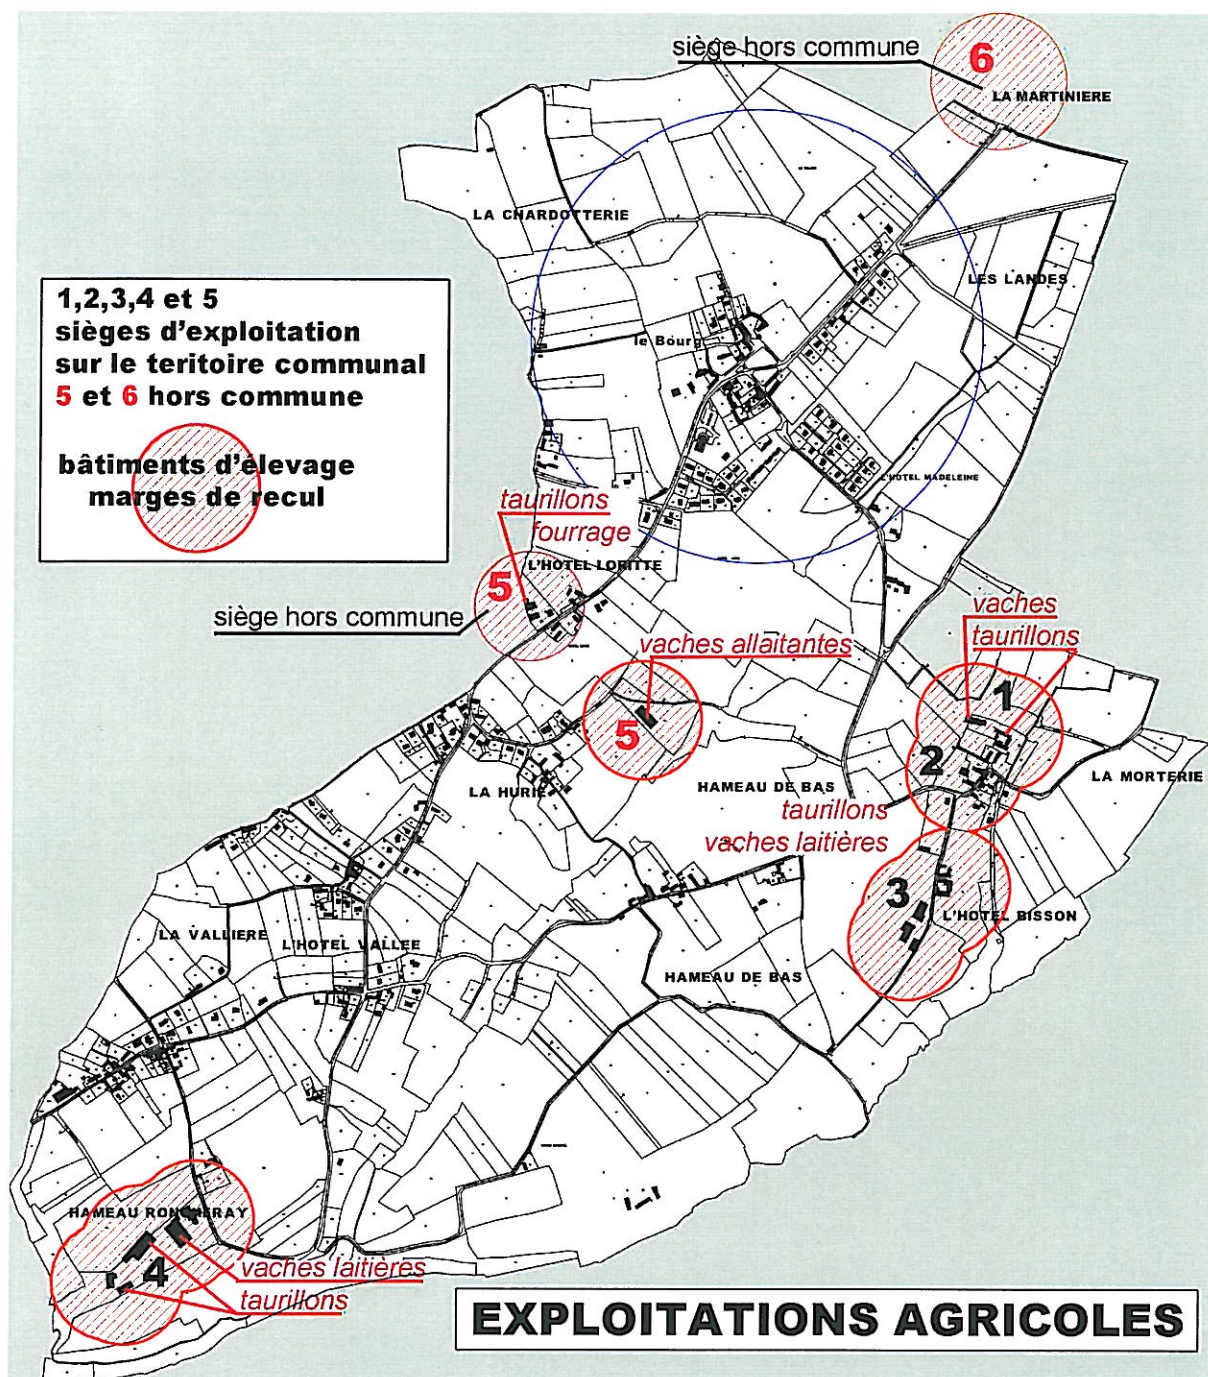 siège hors commune
6
LA MARTINIERE
LA CHARDOTTERIE
LES LANDES
1,2,3,4 et 5
sièges d'exploitation
sur le teritoire communal
5 et 6 hors commune
bâtiments d'élevage
marges de recul
le Bourg
L'HOTEL MADELEINE
taurillons
fourrage
L'HOTEL LORITTE
5
siège hors commune
vaches
taurillons
vaches allaitantes
5
1
2
LA MORTERIE
HAMEAU DE BAS
LA HURIE
taurillons
vaches laitières
3
L'HOTEL BISSON
LA VALLIERE
L'HOTEL VALLEE
HAMEAU DE BAS
HAMEAU RONCHERAY
4
vaches laitières
taurillons
EXPLOITATIONS AGRICOLES